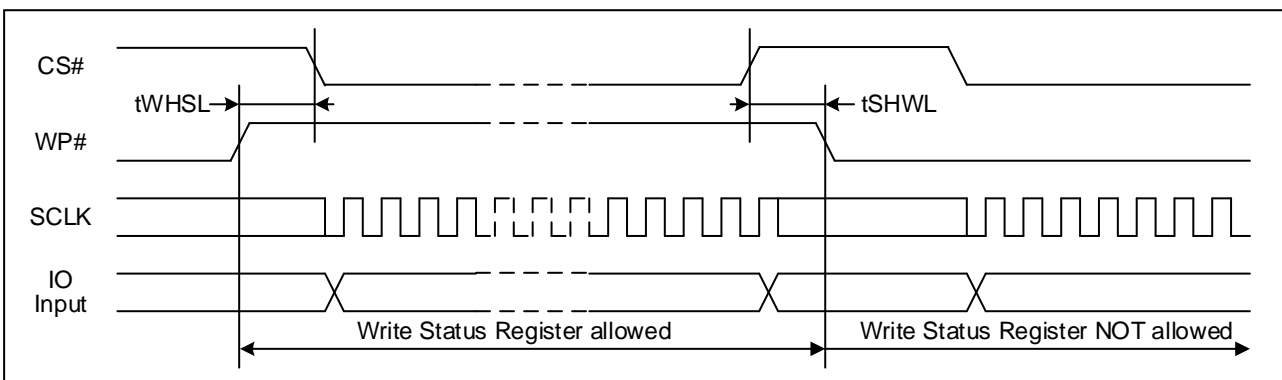 CS#
tWHSL
tSHWL
WP#
SCLK
IO
Input
Write Status Register allowed
Write Status Register NOT allowed